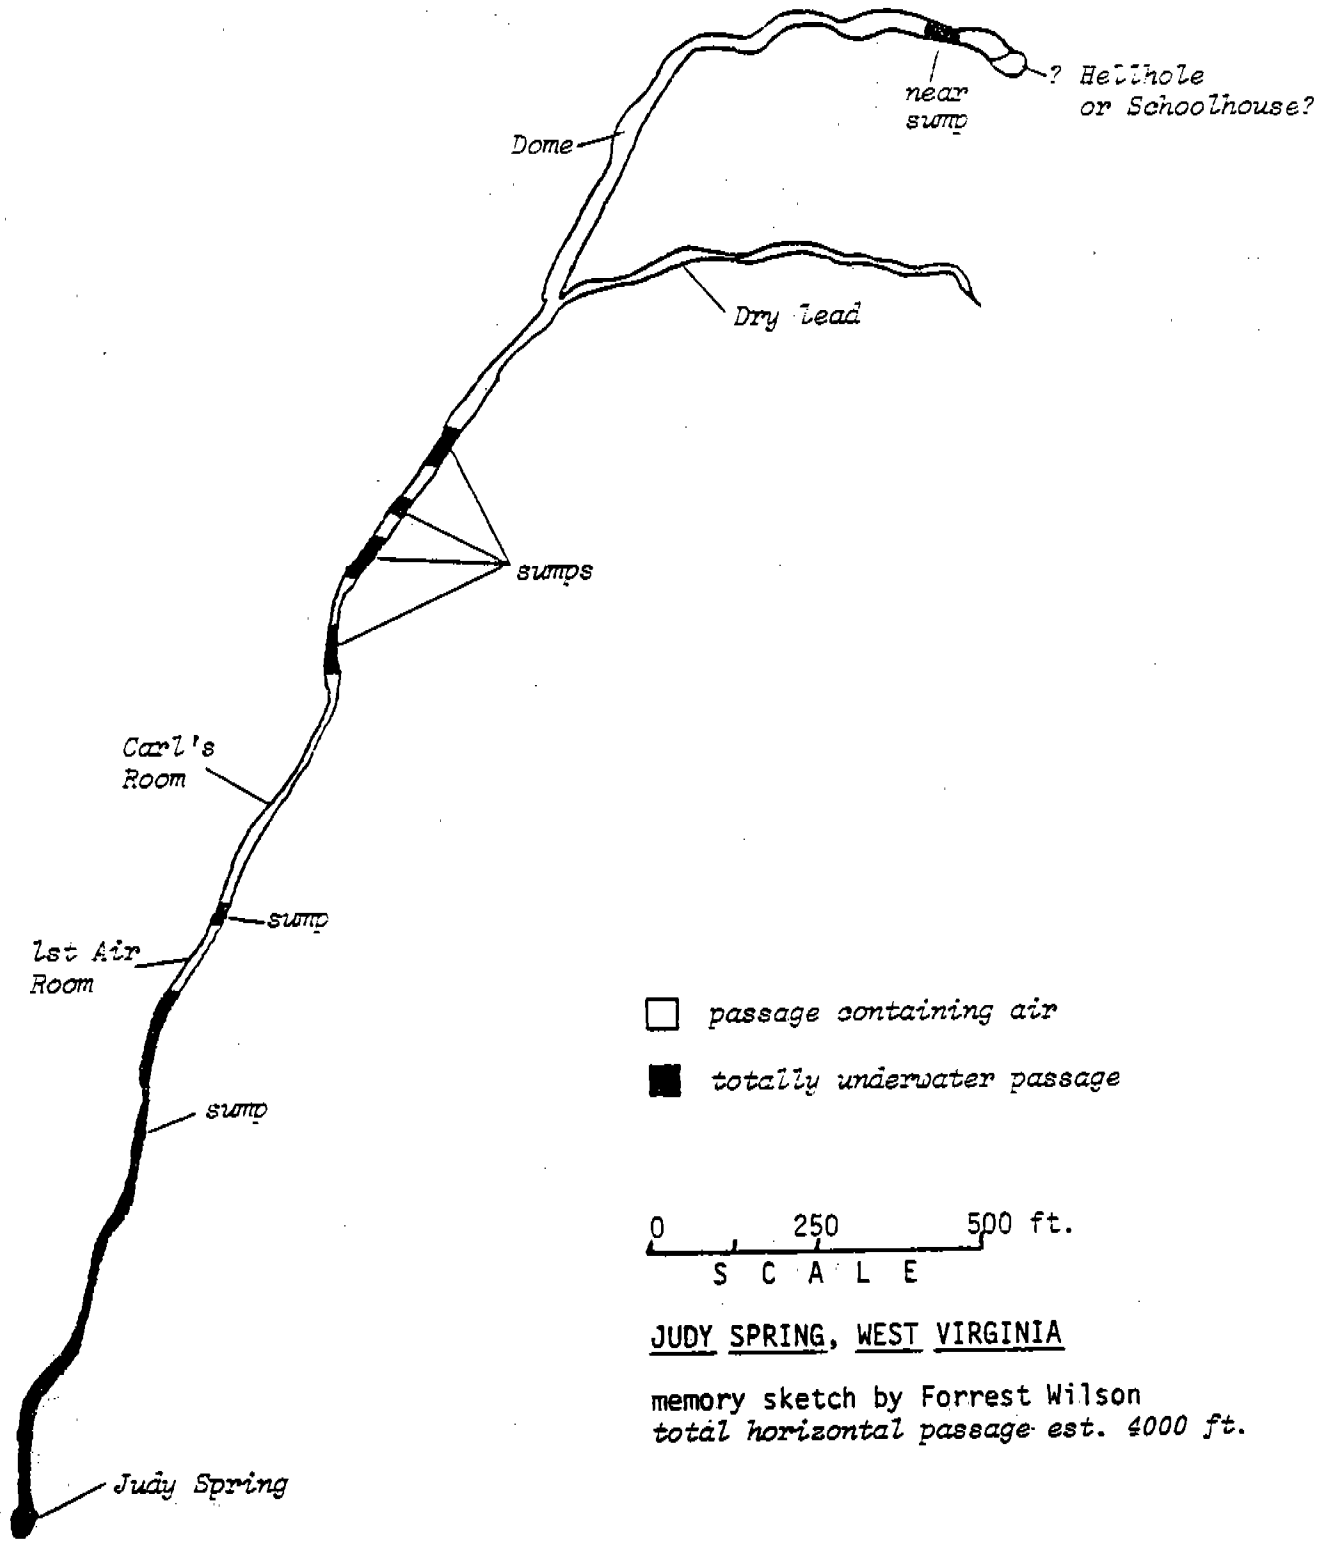 ? Hellhole
or Schoolhouse?
near
sump
Dome
Dry lead
sumps
Carl's
Room
sump
1st Air
Room
passage containing air
totally underwater passage
sump
0 250 500 ft.
S C A L E
JUDY SPRING, WEST VIRGINIA
memory sketch by Forrest Wilson
total horizontal passage est. 4000 ft.
Judy Spring